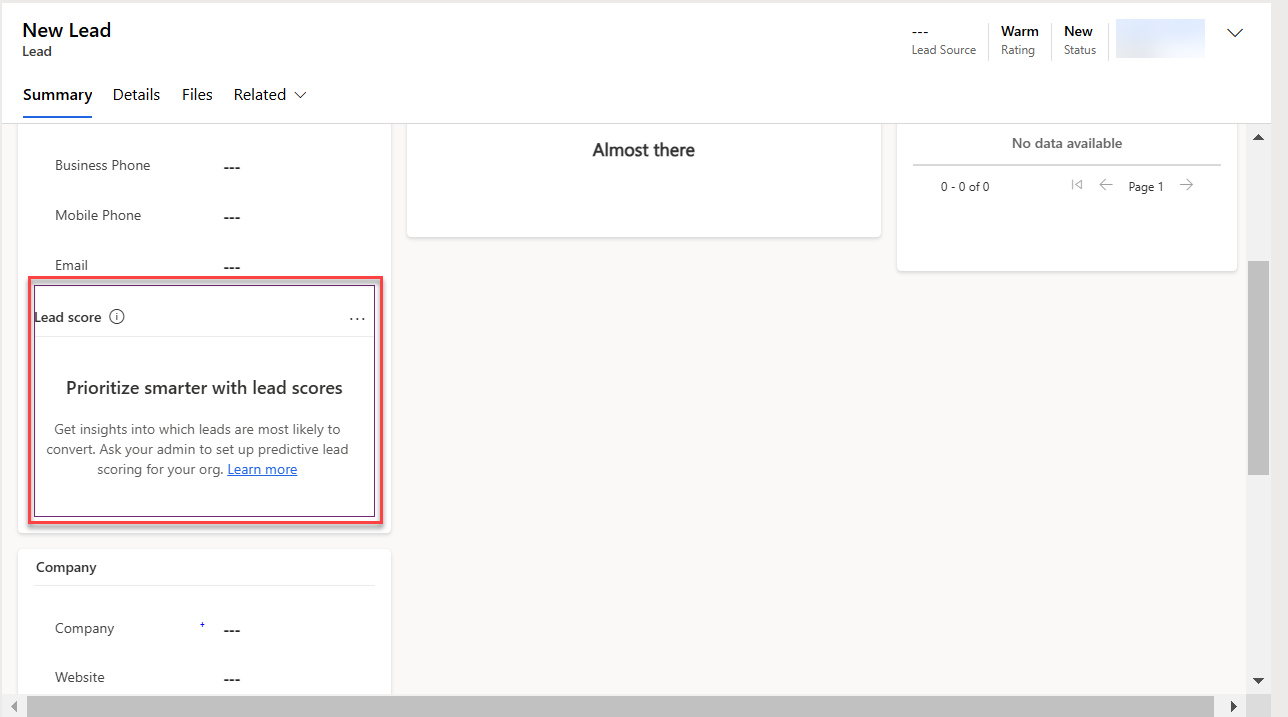 New Lead
Lead
---
Lead Source
Warm
Rating
New
Status
Summary Details Files Related
Business Phone ---
Mobile Phone ---
Email ---
Lead score
...
Prioritize smarter with lead scores
Get insights into which leads are most likely to
convert. Ask your admin to set up predictive lead
scoring for your org. Learn more
Company
Company + ---
Website ---
Almost there
No data available
0 - 0 of 0 Page 1